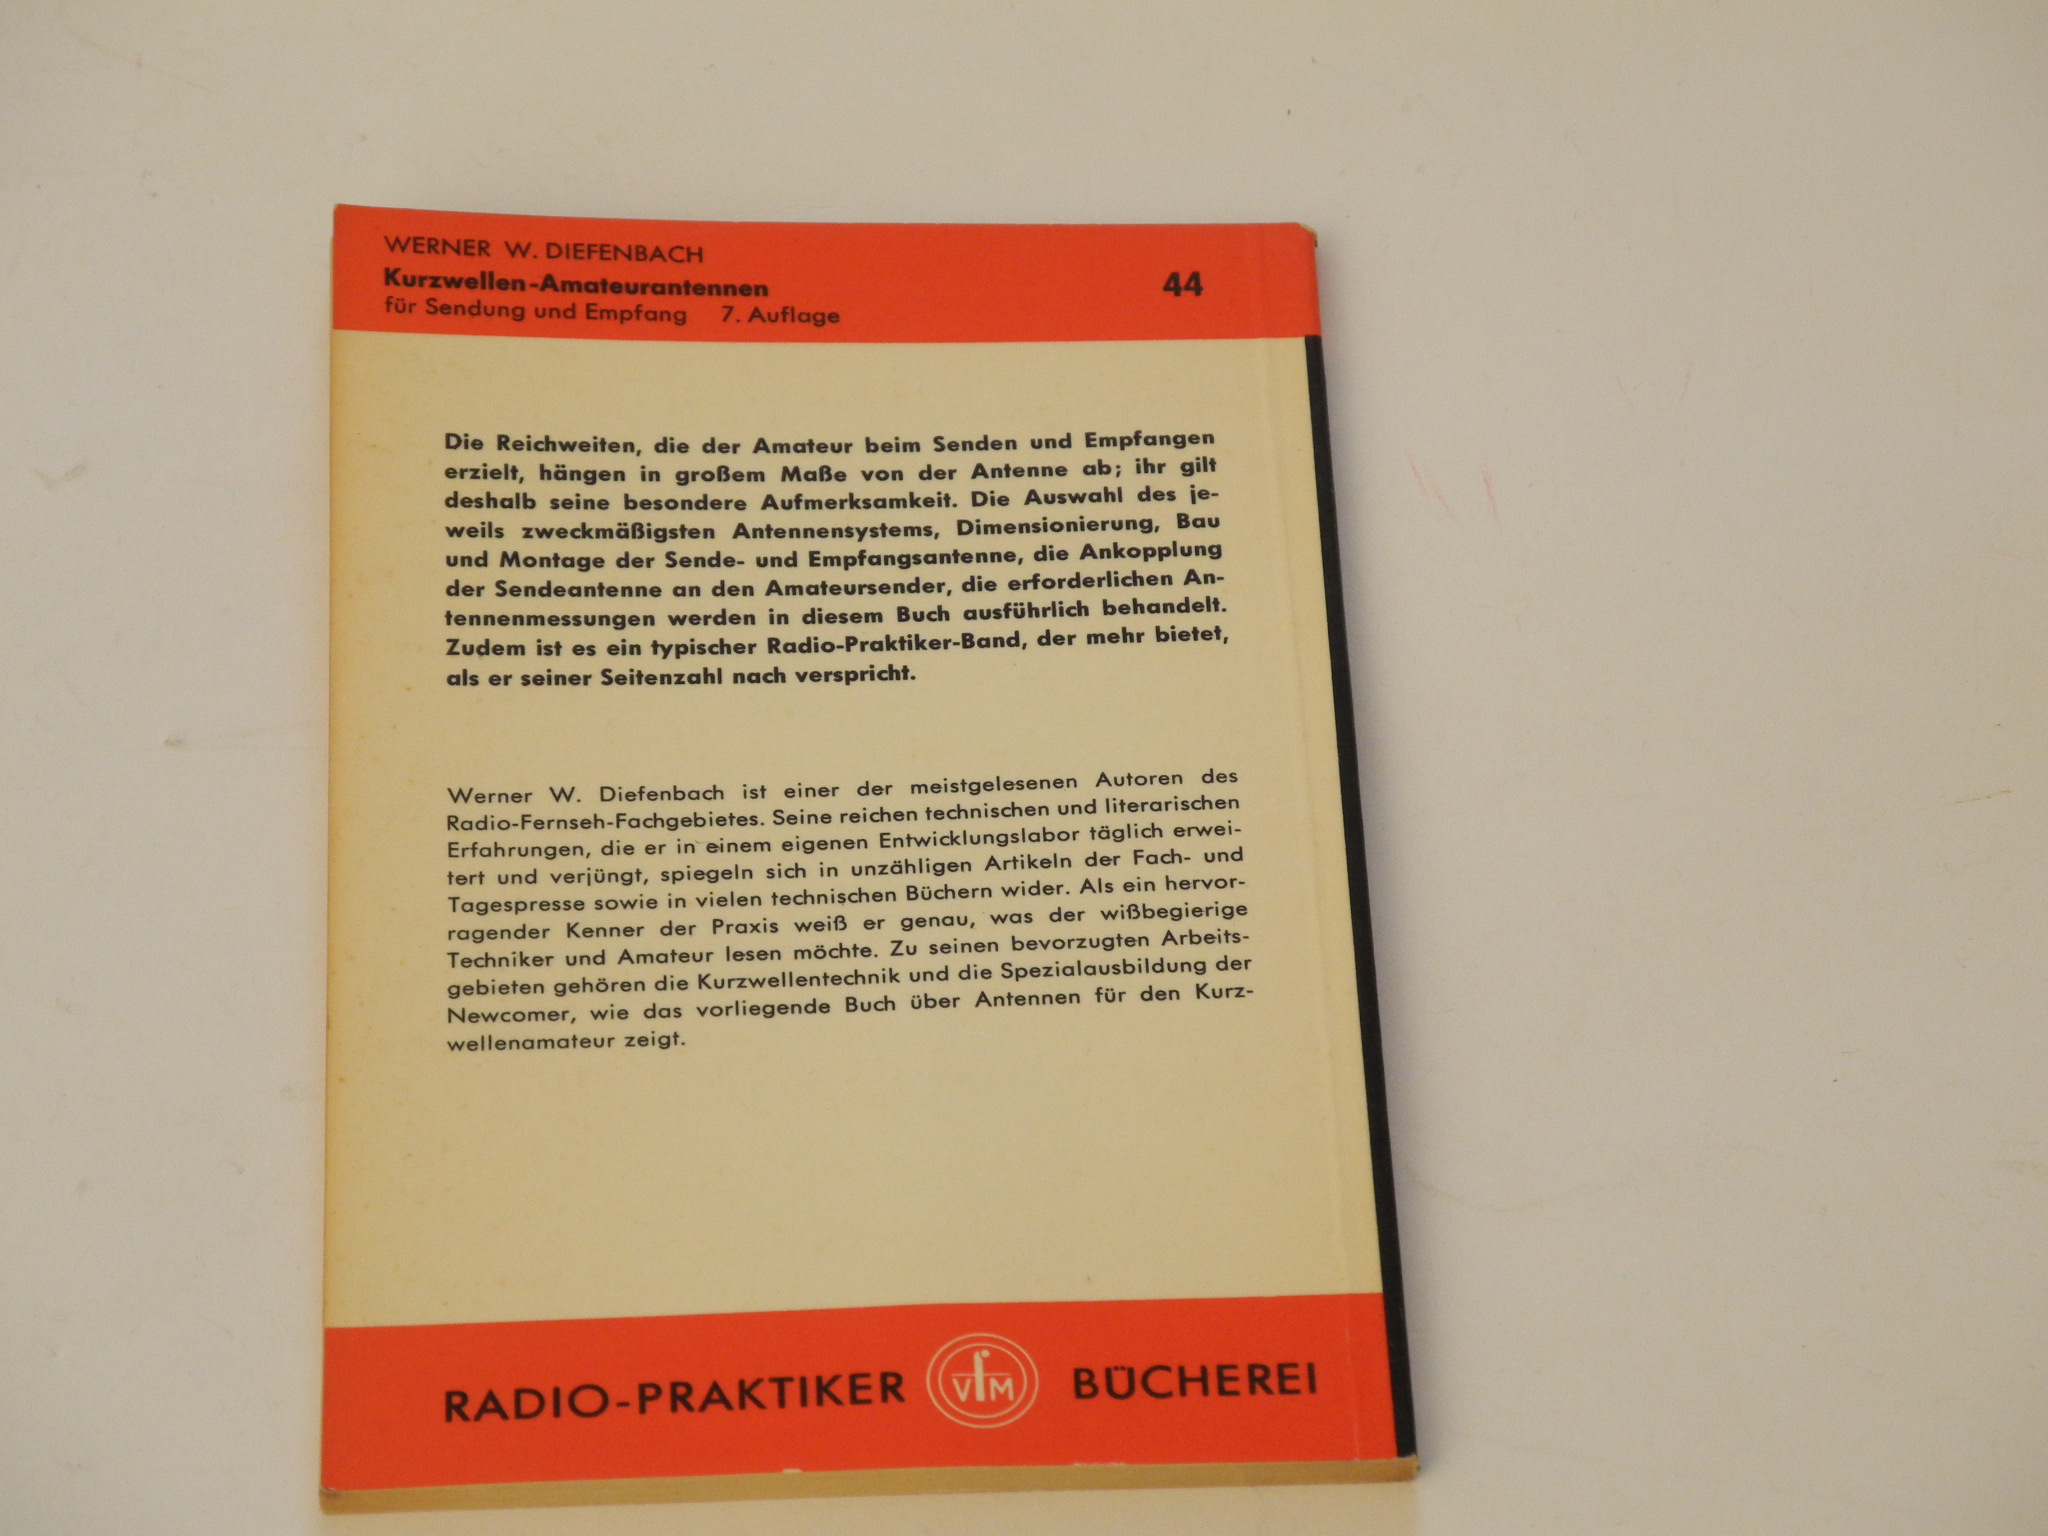 WERNER W. DIEFENBACH
Kurzwellen-Amateurantennen
für Sendung und Empfang 7. Auflage
44
Die Reichweiten, die der Amateur beim Senden und Empfangen
erzielt, hängen in großem Maße von der Antenne ab; ihr gilt
deshalb seine besondere Aufmerksamkeit. Die Auswahl des je-
weils zweckmäßigsten Antennensystems, Dimensionierung, Bau
und Montage der Sende- und Empfangsantenne, die Ankopplung
der Sendeantenne an den Amateursender, die erforderlichen An-
tennenmessungen werden in diesem Buch ausführlich behandelt.
Zudem ist es ein typischer Radio-Praktiker-Band, der mehr bietet,
als er seiner Seitenzahl nach verspricht.
Werner W. Diefenbach ist einer der meistgelesenen Autoren des
Radio-Fernseh-Fachgebietes. Seine reichen technischen und literarischen
Erfahrungen, die er in einem eigenen Entwicklungslabor täglich erwei-
tert und verjüngt, spiegeln sich in unzähligen Artikeln der Fach- und
Tagespresse sowie in vielen technischen Büchern wider. Als ein hervor-
ragender Kenner der Praxis weiß er genau, was der wißbegierige
Techniker und Amateur lesen möchte. Zu seinen bevorzugten Arbeits-
gebieten gehören die Kurzwellentechnik und die Spezialausbildung der
Newcomer, wie das vorliegende Buch über Antennen für den Kurz-
wellenamateur zeigt.
RADIO-PRAKTIKER VFM BÜCHEREI